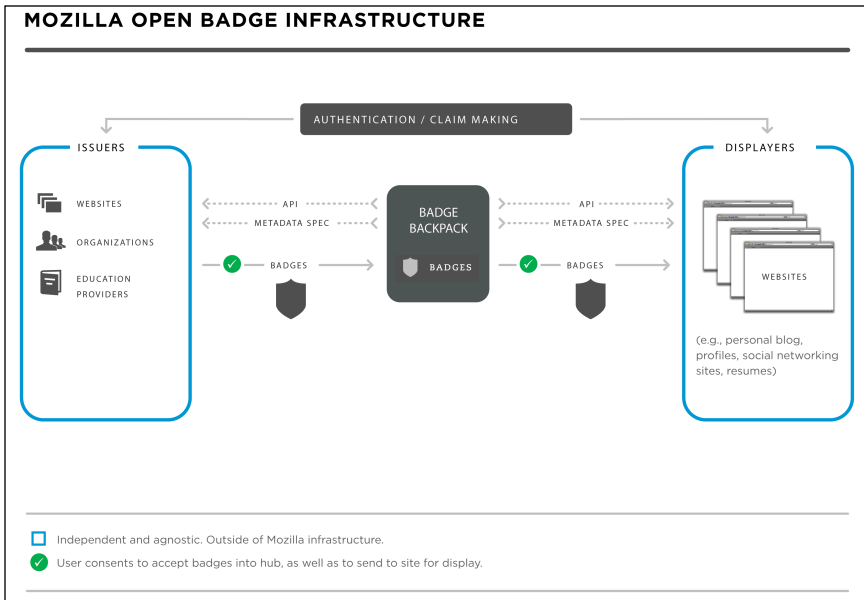 MOZILLA OPEN BADGE INFRASTRUCTURE
AUTHENTICATION / CLAIM MAKING
ISSUERS
WEBSITES
ORGANIZATIONS
EDUCATION
PROVIDERS
API
METADATA SPEC
BADGES
BADGE
BACKPACK
BADGES
API
METADATA SPEC
BADGES
DISPLAYERS
WEBSITES
(e.g., personal blog,
profiles, social networking
sites, resumes)
Independent and agnostic. Outside of Mozilla infrastructure.
User consents to accept badges into hub, as well as to send to site for display.